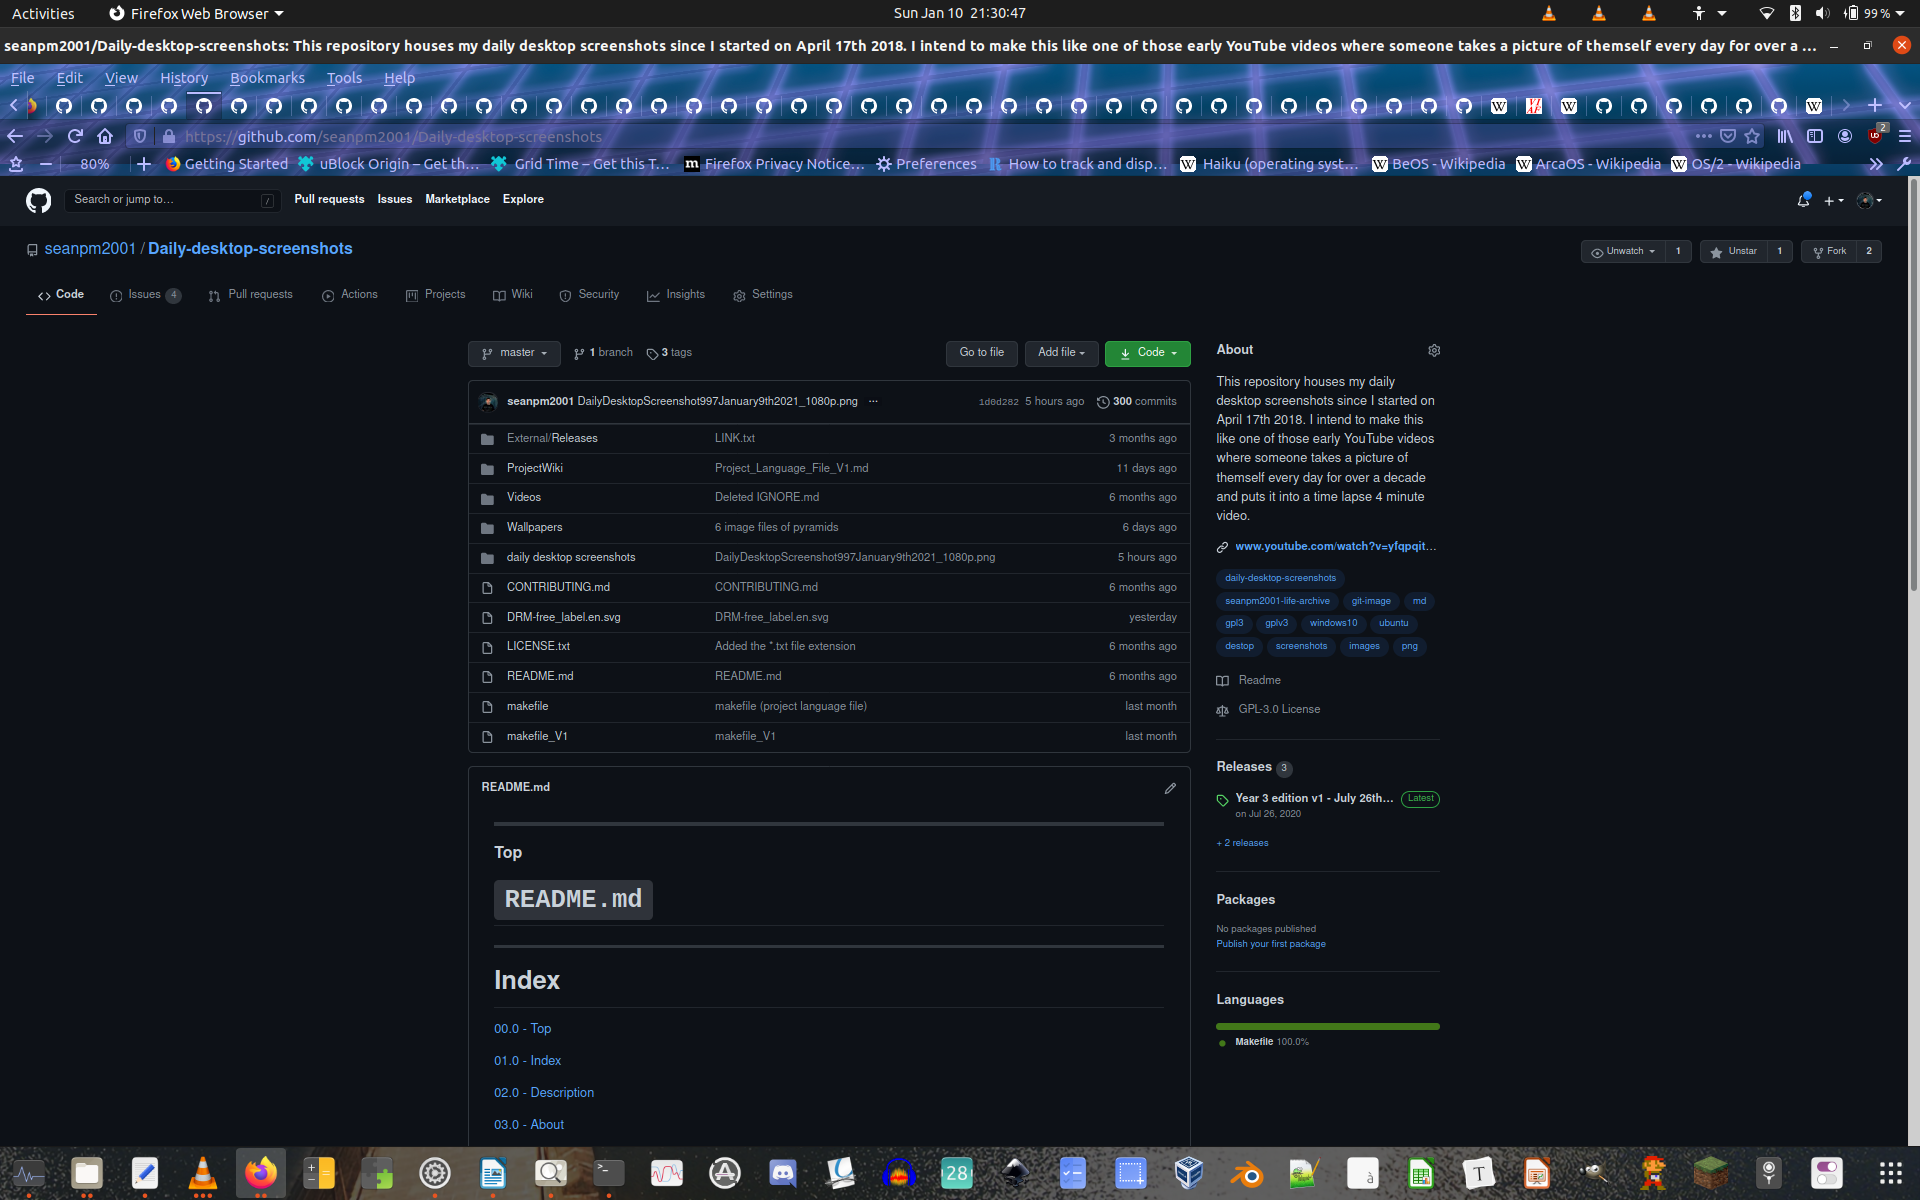 Activities Firefox Web Browser Sun Jan 10 21:30:47 99 %
seanpm2001/Daily-desktop-screenshots: This repository houses my daily desktop screenshots since I started on April 17th 2018. I intend to make this like one of those early YouTube videos where someone takes a picture of themself every day for over a ...
File Edit View History Bookmarks Tools Help
https://github.com/seanpm2001/Daily-desktop-screenshots 2
80% Getting Started uBlock Origin – Get th... Grid Time – Get this T... Firefox Privacy Notice... Preferences How to track and disp... Haiku (operating syst... BeOS - Wikipedia ArcaOS - Wikipedia OS/2 - Wikipedia
Search or jump to... / Pull requests Issues Marketplace Explore
seanpm2001 / Daily-desktop-screenshots Unwatch 1 Unstar 1 Fork 2
Code Issues 4 Pull requests Actions Projects Wiki Security Insights Settings
master 1 branch 3 tags Go to file Add file Code
seanpm2001 DailyDesktopScreenshot997January9th2021_1080p.png ... 1d0d282 5 hours ago 300 commits
External/Releases LINK.txt 3 months ago
ProjectWiki Project_Language_File_V1.md 11 days ago
Videos Deleted IGNORE.md 6 months ago
Wallpapers 6 image files of pyramids 6 days ago
daily desktop screenshots DailyDesktopScreenshot997January9th2021_1080p.png 5 hours ago
CONTRIBUTING.md CONTRIBUTING.md 6 months ago
DRM-free_label.en.svg DRM-free_label.en.svg yesterday
LICENSE.txt Added the *.txt file extension 6 months ago
README.md README.md 6 months ago
makefile makefile (project language file) last month
makefile_V1 makefile_V1 last month
README.md
Top
README.md
Index
00.0 - Top
01.0 - Index
02.0 - Description
03.0 - About
About
This repository houses my daily
desktop screenshots since I started on
April 17th 2018. I intend to make this
like one of those early YouTube videos
where someone takes a picture of
themself every day for over a decade
and puts it into a time lapse 4 minute
video.
www.youtube.com/watch?v=yfqpqit...
daily-desktop-screenshots
seanpm2001-life-archive git-image md
gpl3 gplv3 windows10 ubuntu
destop screenshots images png
Readme
GPL-3.0 License
Releases 3
Year 3 edition v1 - July 26th... Latest
on Jul 26, 2020
+ 2 releases
Packages
No packages published
Publish your first package
Languages
Makefile 100.0%
28